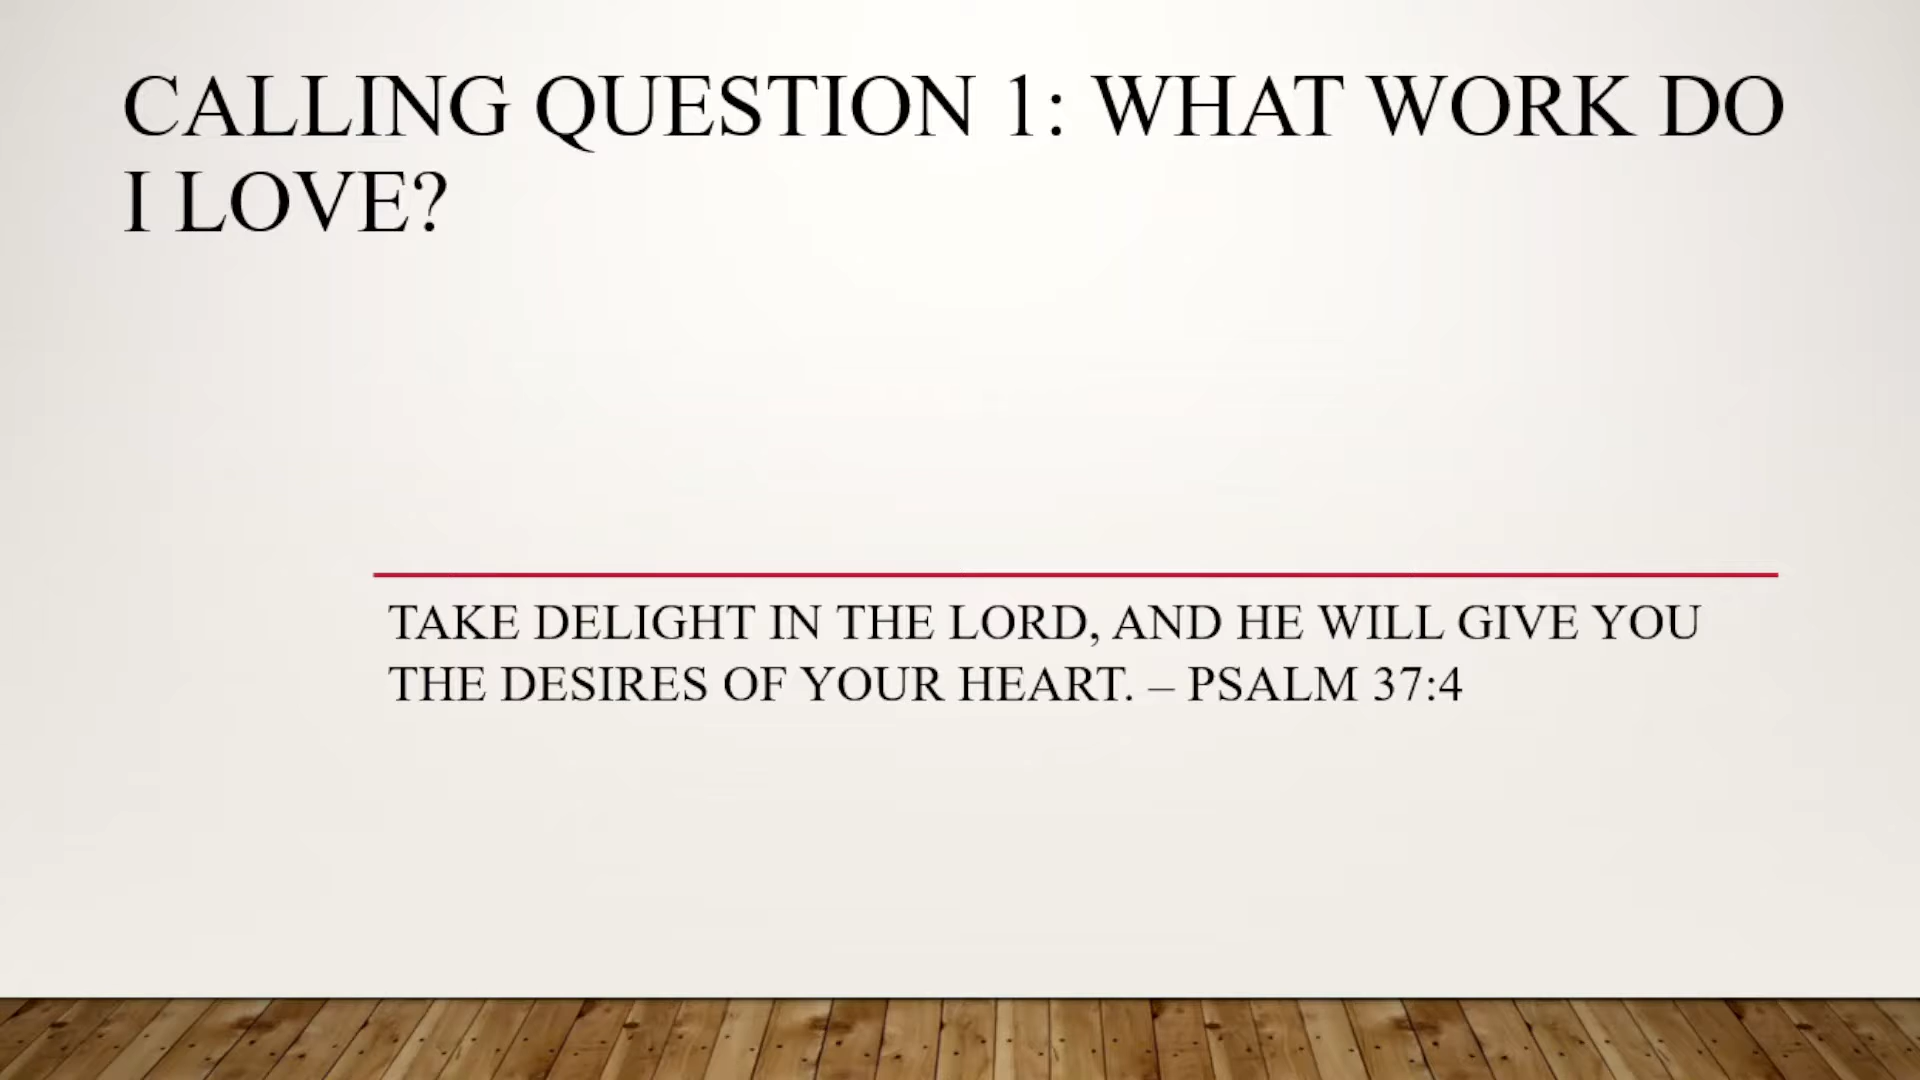 CALLING QUESTION 1: WHAT WORK DO
I LOVE?
TAKE DELIGHT IN THE LORD, AND HE WILL GIVE YOU
THE DESIRES OF YOUR HEART. – PSALM 37:4